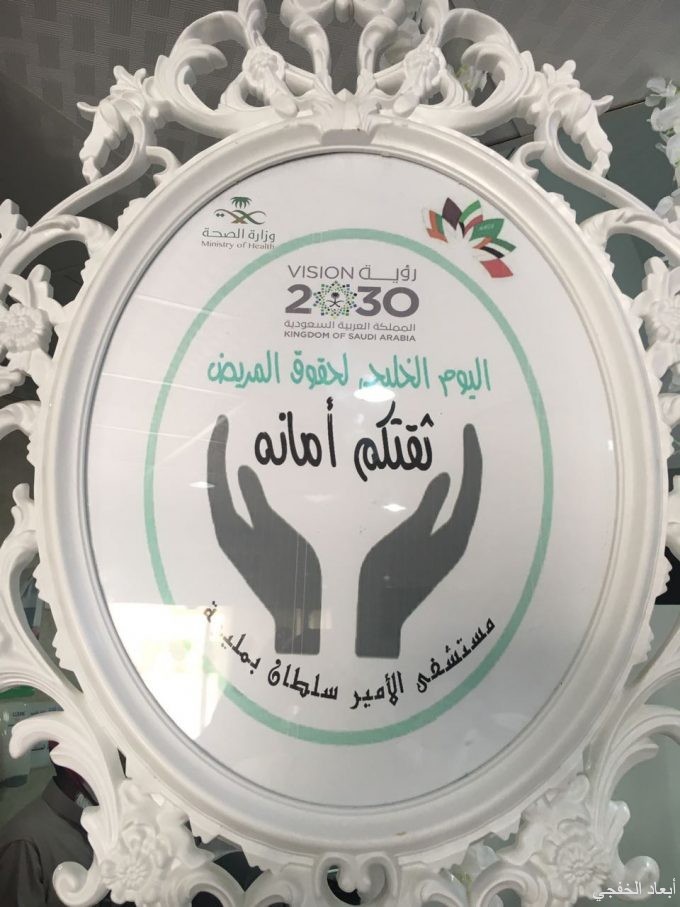 وزارة الصحة
Ministry of Health
VISION رؤية
2030
المملكة العربية السعودية
KINGDOM OF SAUDI ARABIA
اليوم الخليجي لحقوق المريض
ثقتكم أمانه
مستشفى الأمير سلطان بمليجة
أبعاد الخفجي